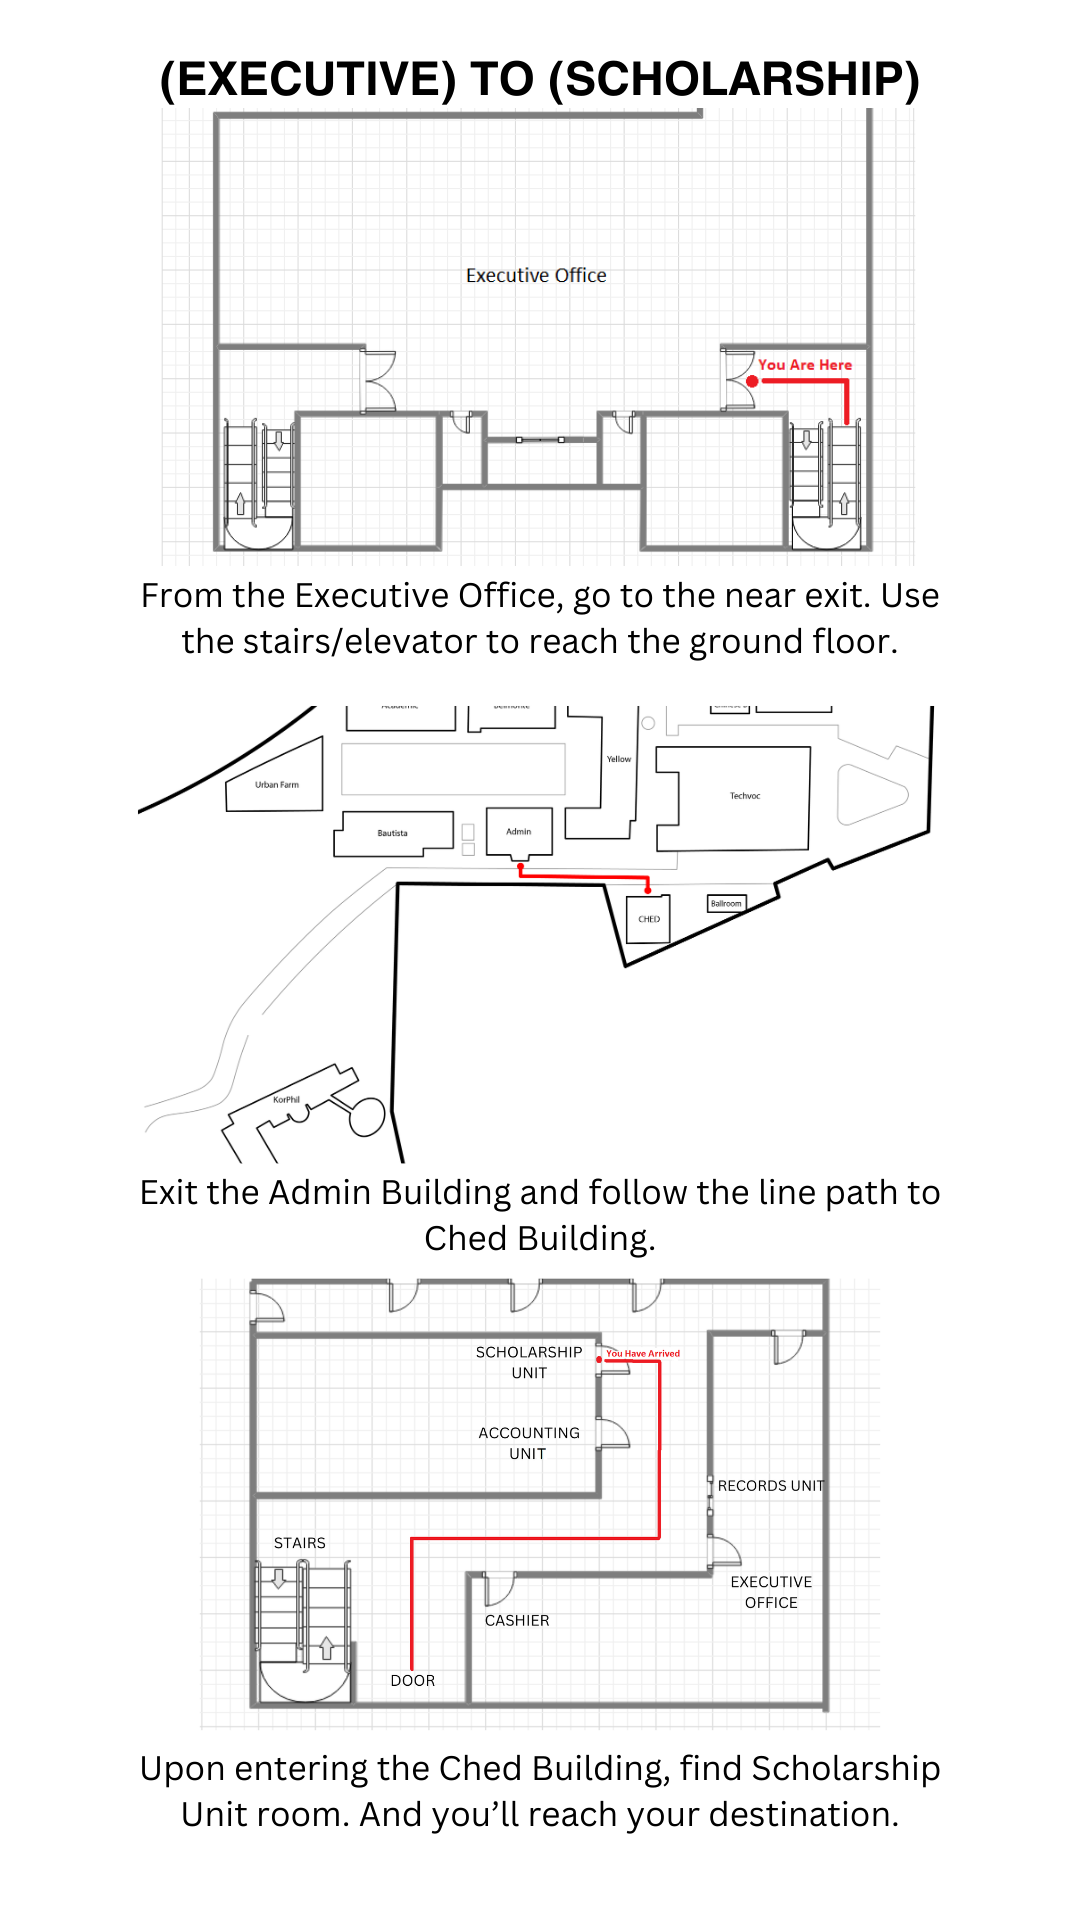 (EXECUTIVE) TO (SCHOLARSHIP)
Executive Office
You Are Here
From the Executive Office, go to the near exit. Use
the stairs/elevator to reach the ground floor.
Academic
Belmonte
Yellow
Urban Farm
Techvoc
Bautista
Admin
CHED
Ballroom
KorPhil
Exit the Admin Building and follow the line path to
Ched Building.
SCHOLARSHIP
UNIT
You Have Arrived
ACCOUNTING
UNIT
RECORDS UNIT
STAIRS
EXECUTIVE
OFFICE
CASHIER
DOOR
Upon entering the Ched Building, find Scholarship
Unit room. And you’ll reach your destination.